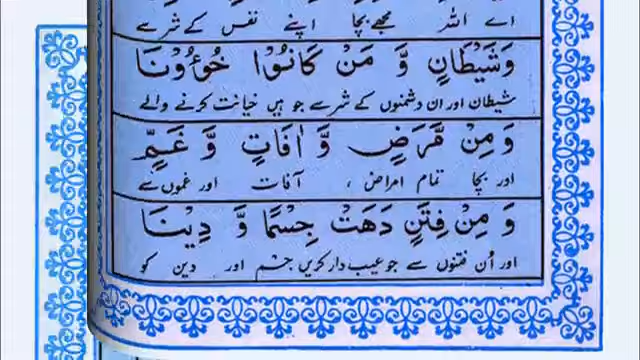 اے اللہ مجھے بچا اپنے نفس کے شر سے
وَشَيْطَانٍ وَّ مَنْ كَانُوْا خُوُوْنَا
شیطان اور ان دشمنوں کے شر سے جو ہیں خیانت کرنے والے
وَ مِنْ مَّرَضٍ وَّ اٰفَاتٍ وَّ غَمٍّ
اور بچا تمام امراض ، آفات اور غموں سے
وَ مِنْ فِتَنٍ دَهَتْ جِسْمًا وَّ دِيْنَا
اور اُن فتنوں سے جو عیب دار کریں جسم اور دین کو